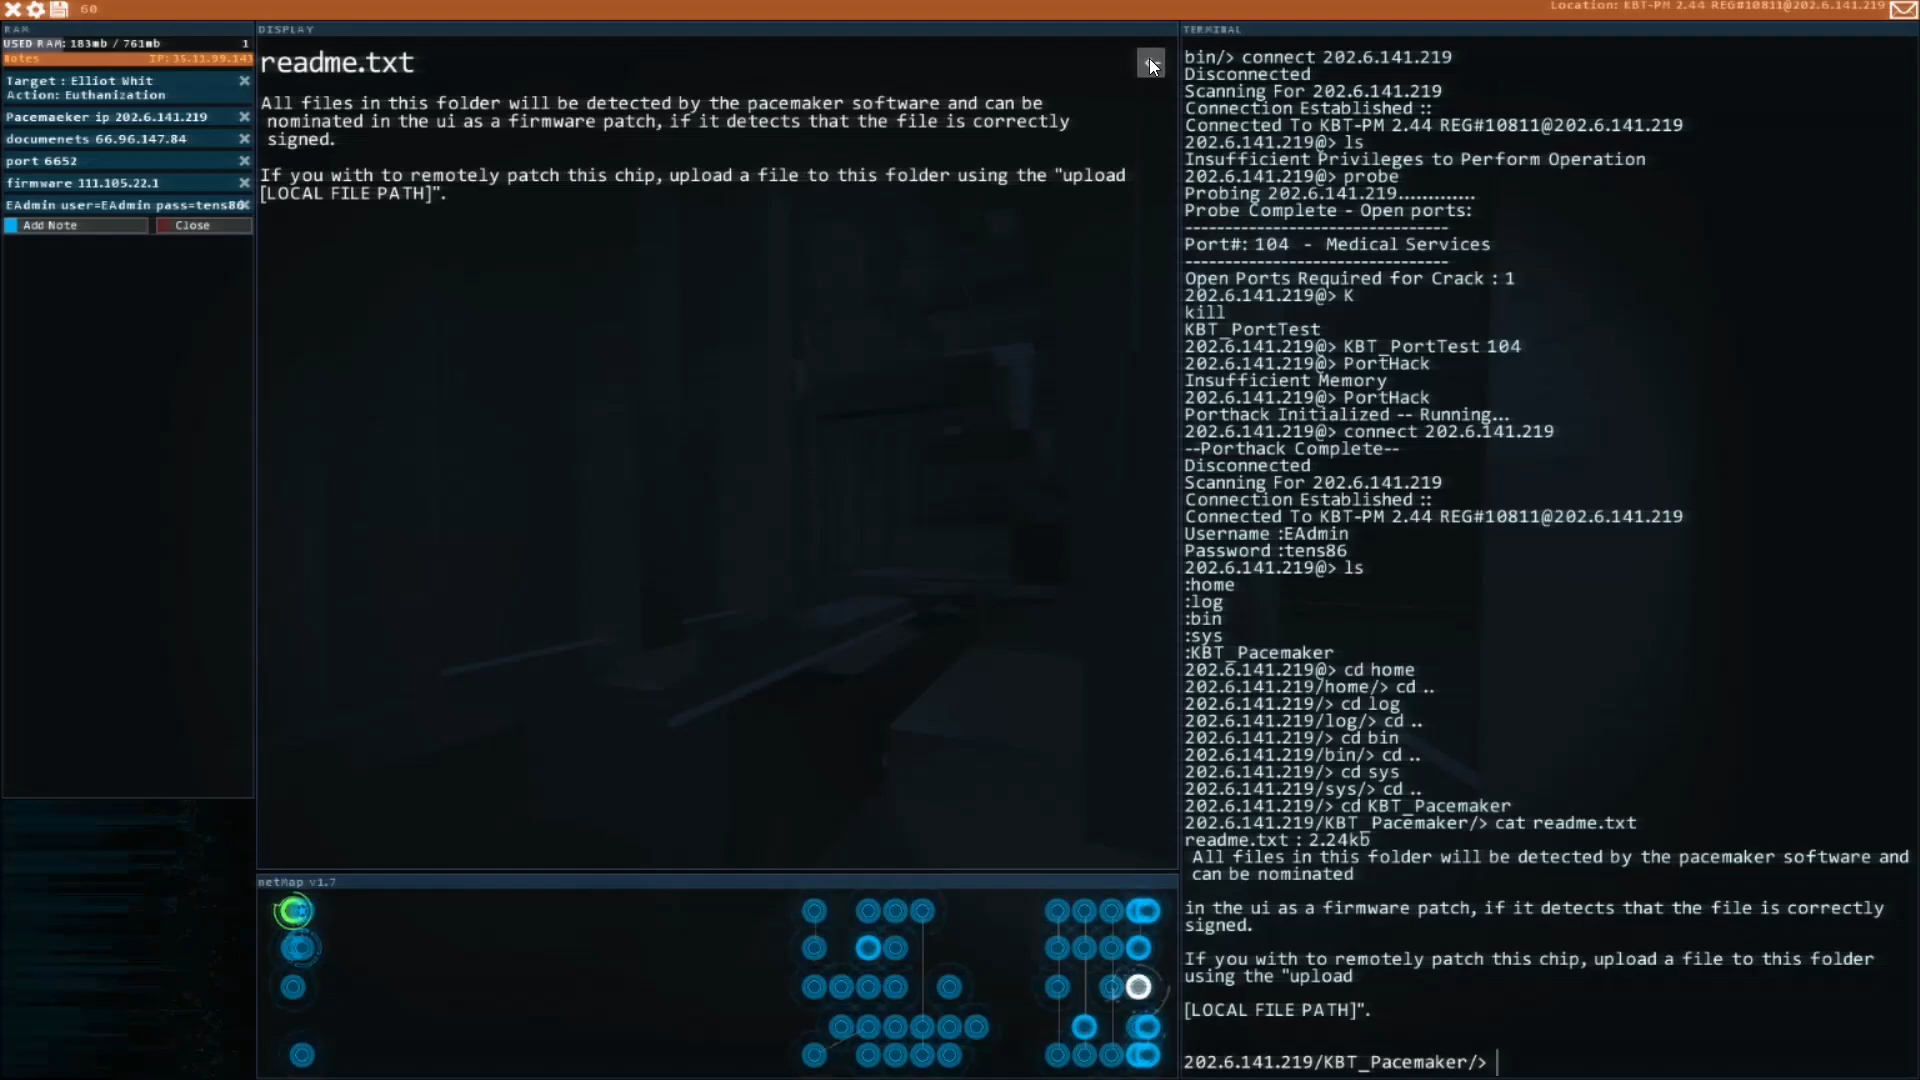 60
Location: KBT-PM 2.44 REG#10811@202.6.141.219
RAM
USED RAM: 183mb / 761mb 1
Notes IP: 35.11.99.143
Target : Elliot Whit
Action: Euthanization
Pacemaeker ip 202.6.141.219
documenets 66.96.147.84
port 6652
firmware 111.105.22.1
EAdmin user=EAdmin pass=tens86
Add Note
Close
DISPLAY
readme.txt
All files in this folder will be detected by the pacemaker software and can be
nominated in the ui as a firmware patch, if it detects that the file is correctly
signed.
If you with to remotely patch this chip, upload a file to this folder using the "upload
[LOCAL FILE PATH]".
netMap v1.7
TERMINAL
bin/> connect 202.6.141.219
Disconnected
Scanning For 202.6.141.219
Connection Established ::
Connected To KBT-PM 2.44 REG#10811@202.6.141.219
202.6.141.219@> ls
Insufficient Privileges to Perform Operation
202.6.141.219@> probe
Probing 202.6.141.219.............
Probe Complete - Open ports:
---------------------------------
Port#: 104 - Medical Services
---------------------------------
Open Ports Required for Crack : 1
202.6.141.219@> K
kill
KBT_PortTest
202.6.141.219@> KBT_PortTest 104
202.6.141.219@> PortHack
Insufficient Memory
202.6.141.219@> PortHack
Porthack Initialized -- Running...
202.6.141.219@> connect 202.6.141.219
--Porthack Complete--
Disconnected
Scanning For 202.6.141.219
Connection Established ::
Connected To KBT-PM 2.44 REG#10811@202.6.141.219
Username :EAdmin
Password :tens86
202.6.141.219@> ls
:home
:log
:bin
:sys
:KBT_Pacemaker
202.6.141.219@> cd home
202.6.141.219/home/> cd ..
202.6.141.219/> cd log
202.6.141.219/log/> cd ..
202.6.141.219/> cd bin
202.6.141.219/bin/> cd ..
202.6.141.219/> cd sys
202.6.141.219/sys/> cd ..
202.6.141.219/> cd KBT_Pacemaker
202.6.141.219/KBT_Pacemaker/> cat readme.txt
readme.txt : 2.24kb
All files in this folder will be detected by the pacemaker software and
can be nominated
in the ui as a firmware patch, if it detects that the file is correctly
signed.
If you with to remotely patch this chip, upload a file to this folder
using the "upload
[LOCAL FILE PATH]".
202.6.141.219/KBT_Pacemaker/>